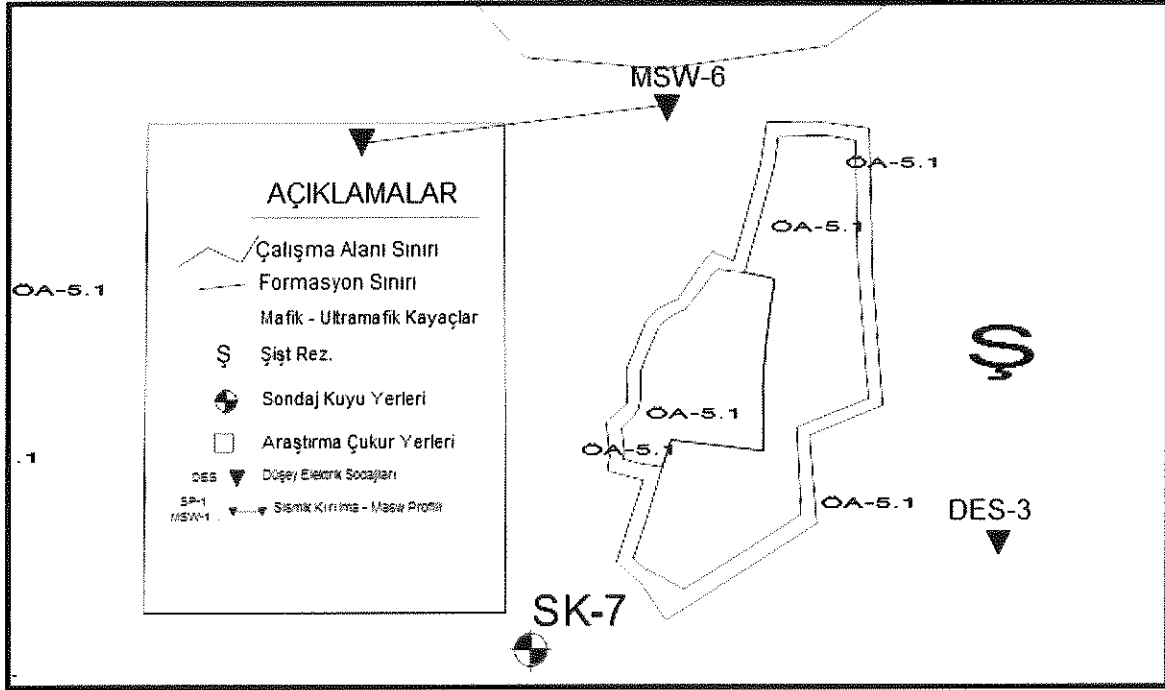 MSW-6
ÖA-5.1
ÖA-5.1
AÇIKLAMALAR
Çalışma Alanı Sınırı
Formasyon Sınırı
ÖA-5.1
Mafik - Ultramafik Kayaçlar
Ş Şist Rez.
Ş
Sondaj Kuyu Yerleri
ÖA-5.1
Araştırma Çukur Yerleri
ÖA-5.1
.1
DES Düşey Elektrik Sodajları
SP-1
MSW-1 Sismik Kırılma - Masw Profili
ÖA-5.1
DES-3
SK-7